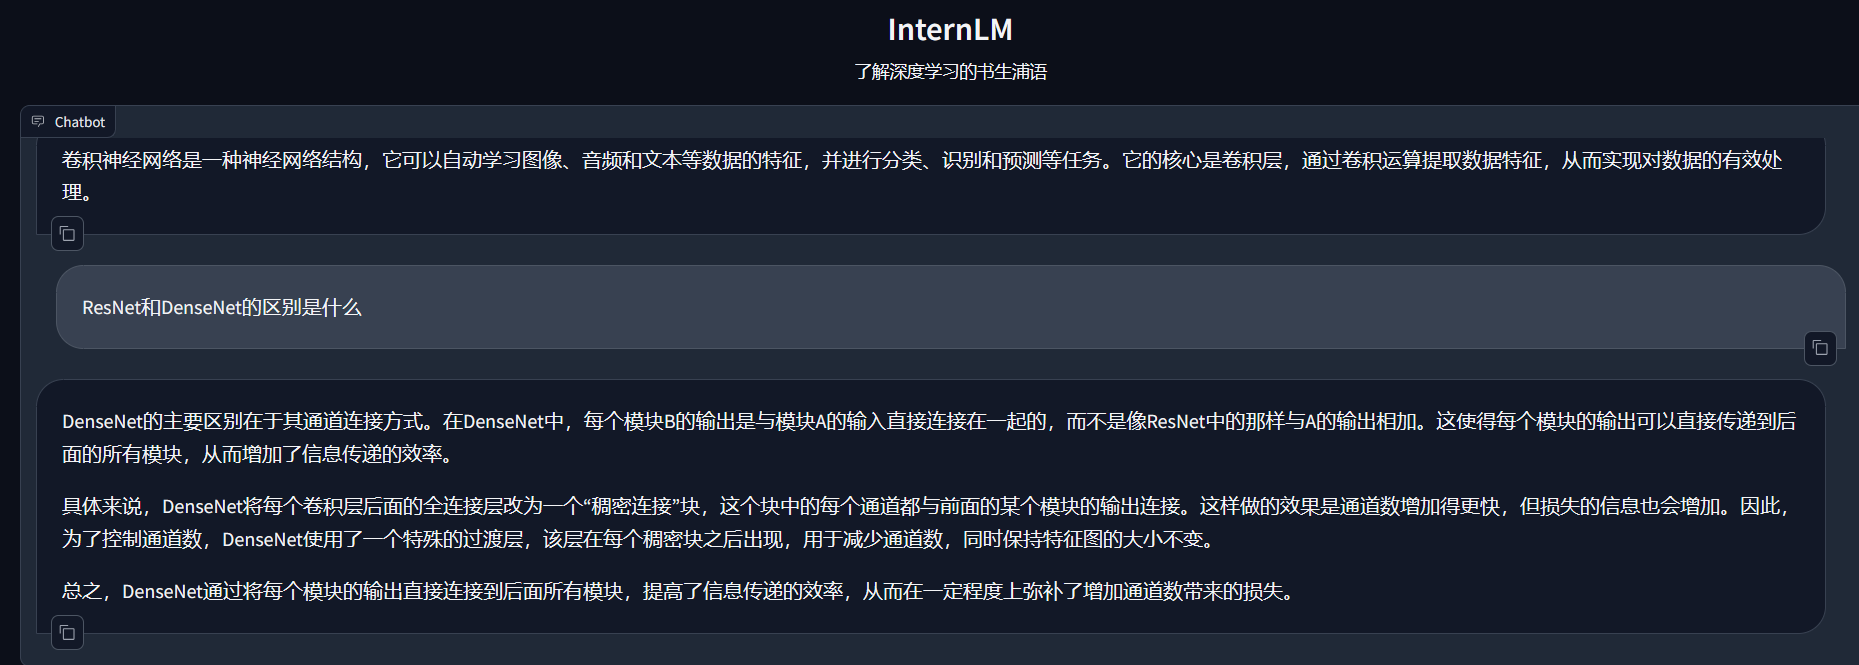 InternLM
了解深度学习的书生浦语
Chatbot
卷积神经网络是一种神经网络结构，它可以自动学习图像、音频和文本等数据的特征，并进行分类、识别和预测等任务。它的核心是卷积层，通过卷积运算提取数据特征，从而实现对数据的有效处
理。
ResNet和DenseNet的区别是什么
DenseNet的主要区别在于其通道连接方式。在DenseNet中，每个模块B的输出是与模块A的输入直接连接在一起的，而不是像ResNet中的那样与A的输出相加。这使得每个模块的输出可以直接传递到后
面的所有模块，从而增加了信息传递的效率。
具体来说，DenseNet将每个卷积层后面的全连接层改为一个“稠密连接”块，这个块中的每个通道都与前面的某个模块的输出连接。这样做的效果是通道数增加得更快，但损失的信息也会增加。因此，
为了控制通道数，DenseNet使用了一个特殊的过渡层，该层在每个稠密块之后出现，用于减少通道数，同时保持特征图的大小不变。
总之，DenseNet通过将每个模块的输出直接连接到后面所有模块，提高了信息传递的效率，从而在一定程度上弥补了增加通道数带来的损失。